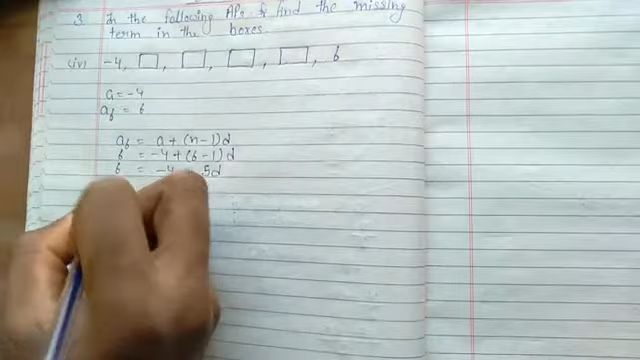 3. In the following APs find the missing
term in the boxes.
(iv) -4, □, □, □, □, 6
a = -4
a6 = 6
a6 = a + (n-1)d
6 = -4 + (6-1)d
6 = -4 5d